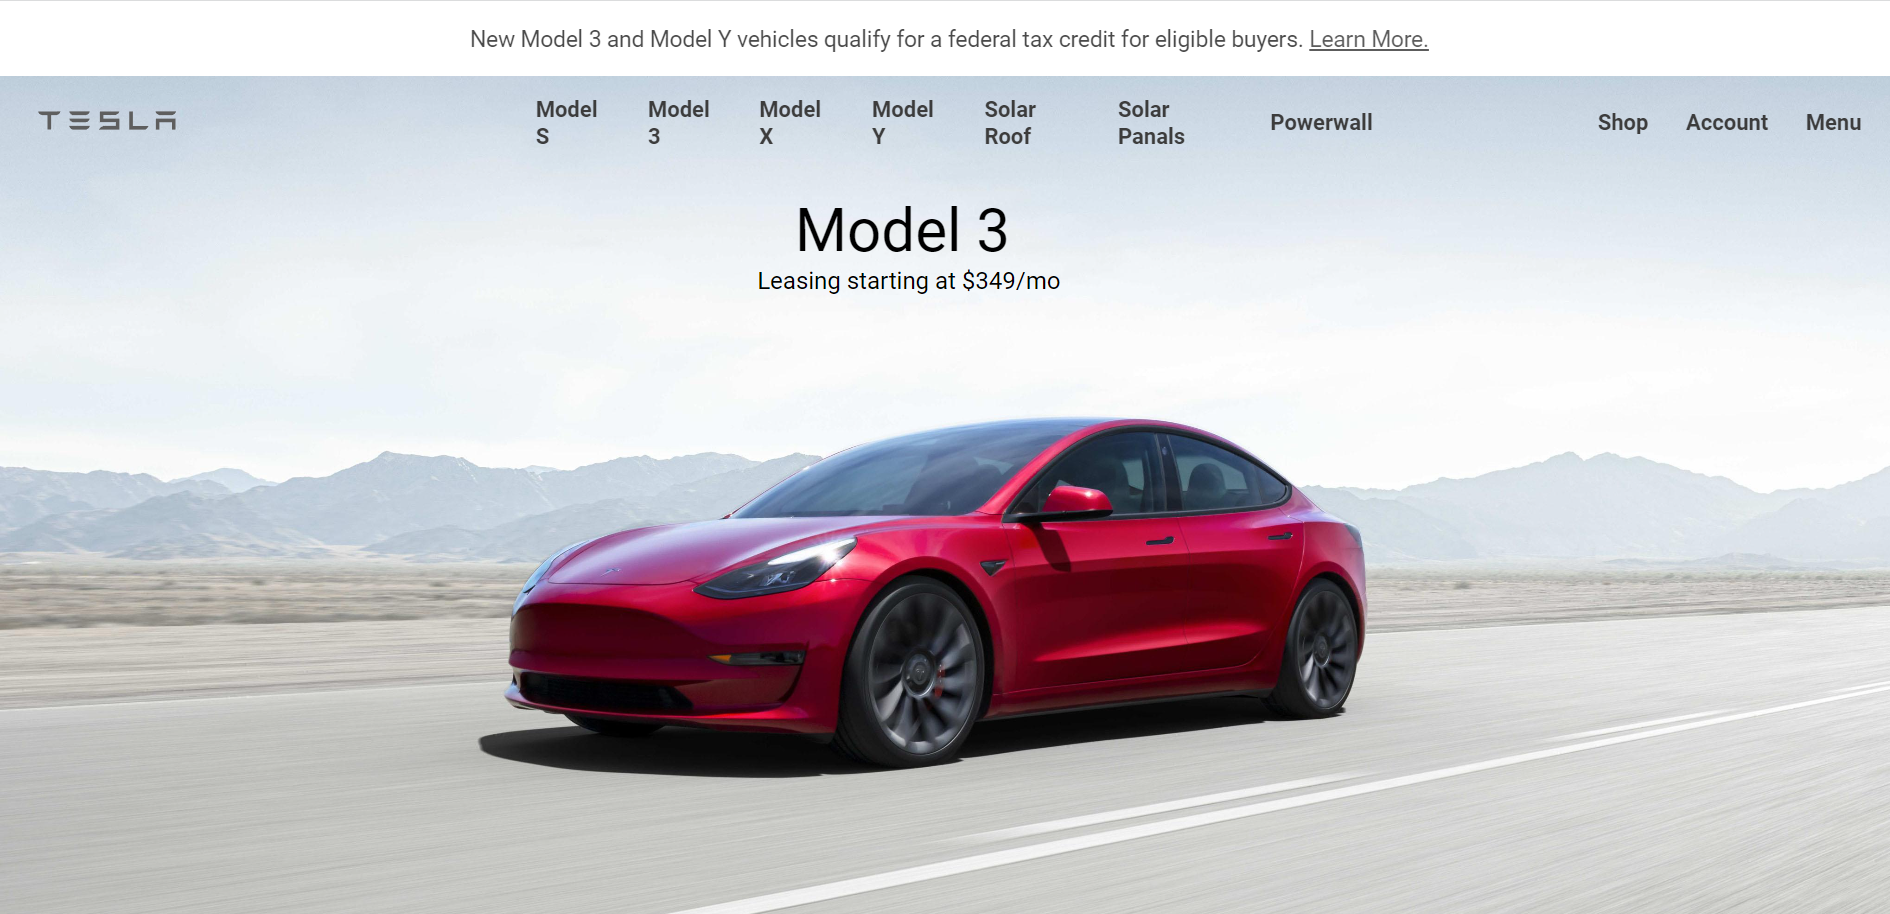 New Model 3 and Model Y vehicles qualify for a federal tax credit for eligible buyers. Learn More.
TESLA
Model S
Model 3
Model X
Model Y
Solar Roof
Solar Panals
Powerwall
Shop
Account
Menu
Model 3
Leasing starting at $349/mo